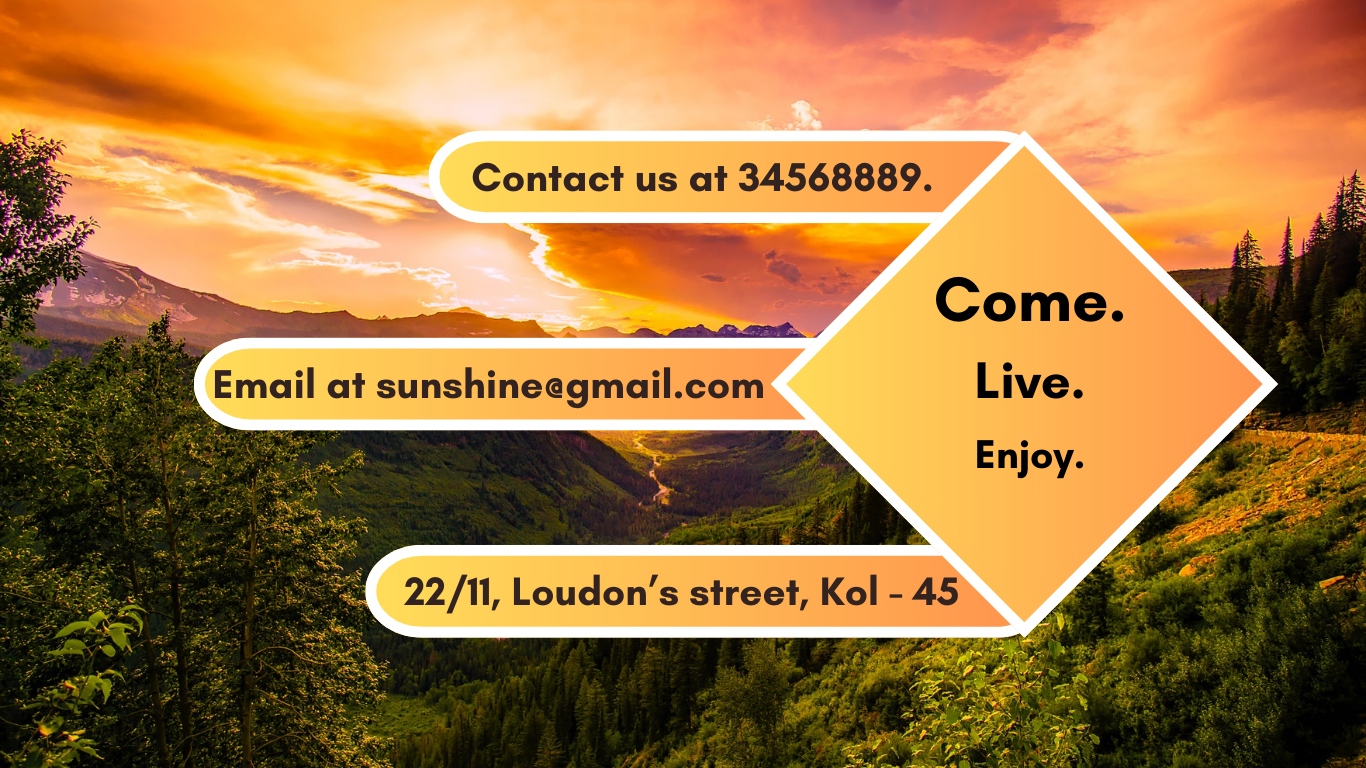 Contact us at 34568889.
Email at sunshine@gmail.com
22/11, Loudon’s street, Kol - 45
Come.
Live.
Enjoy.